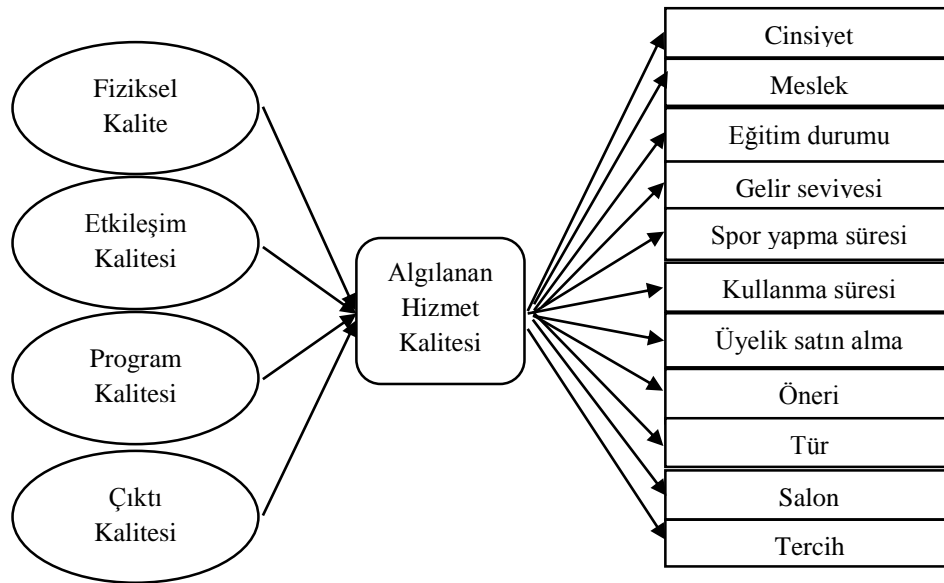 Fiziksel
Kalite
Etkileşim
Kalitesi
Program
Kalitesi
Çıktı
Kalitesi
Algılanan
Hizmet
Kalitesi
Cinsiyet
Meslek
Eğitim durumu
Gelir seviyesi
Spor yapma süresi
Kullanma süresi
Üyelik satın alma
Öneri
Tür
Salon
Tercih